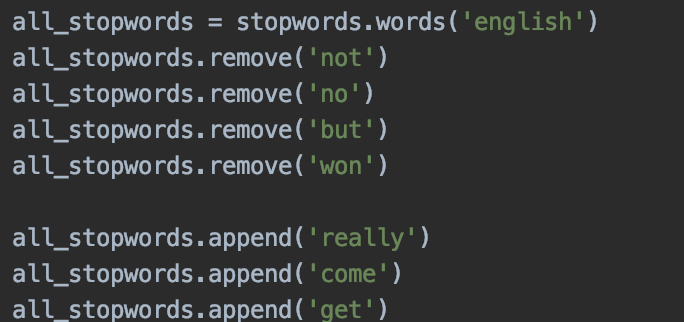 all_stopwords = stopwords.words('english')
all_stopwords.remove('not')
all_stopwords.remove('no')
all_stopwords.remove('but')
all_stopwords.remove('won')
all_stopwords.append('really')
all_stopwords.append('come')
all_stopwords.append('get')